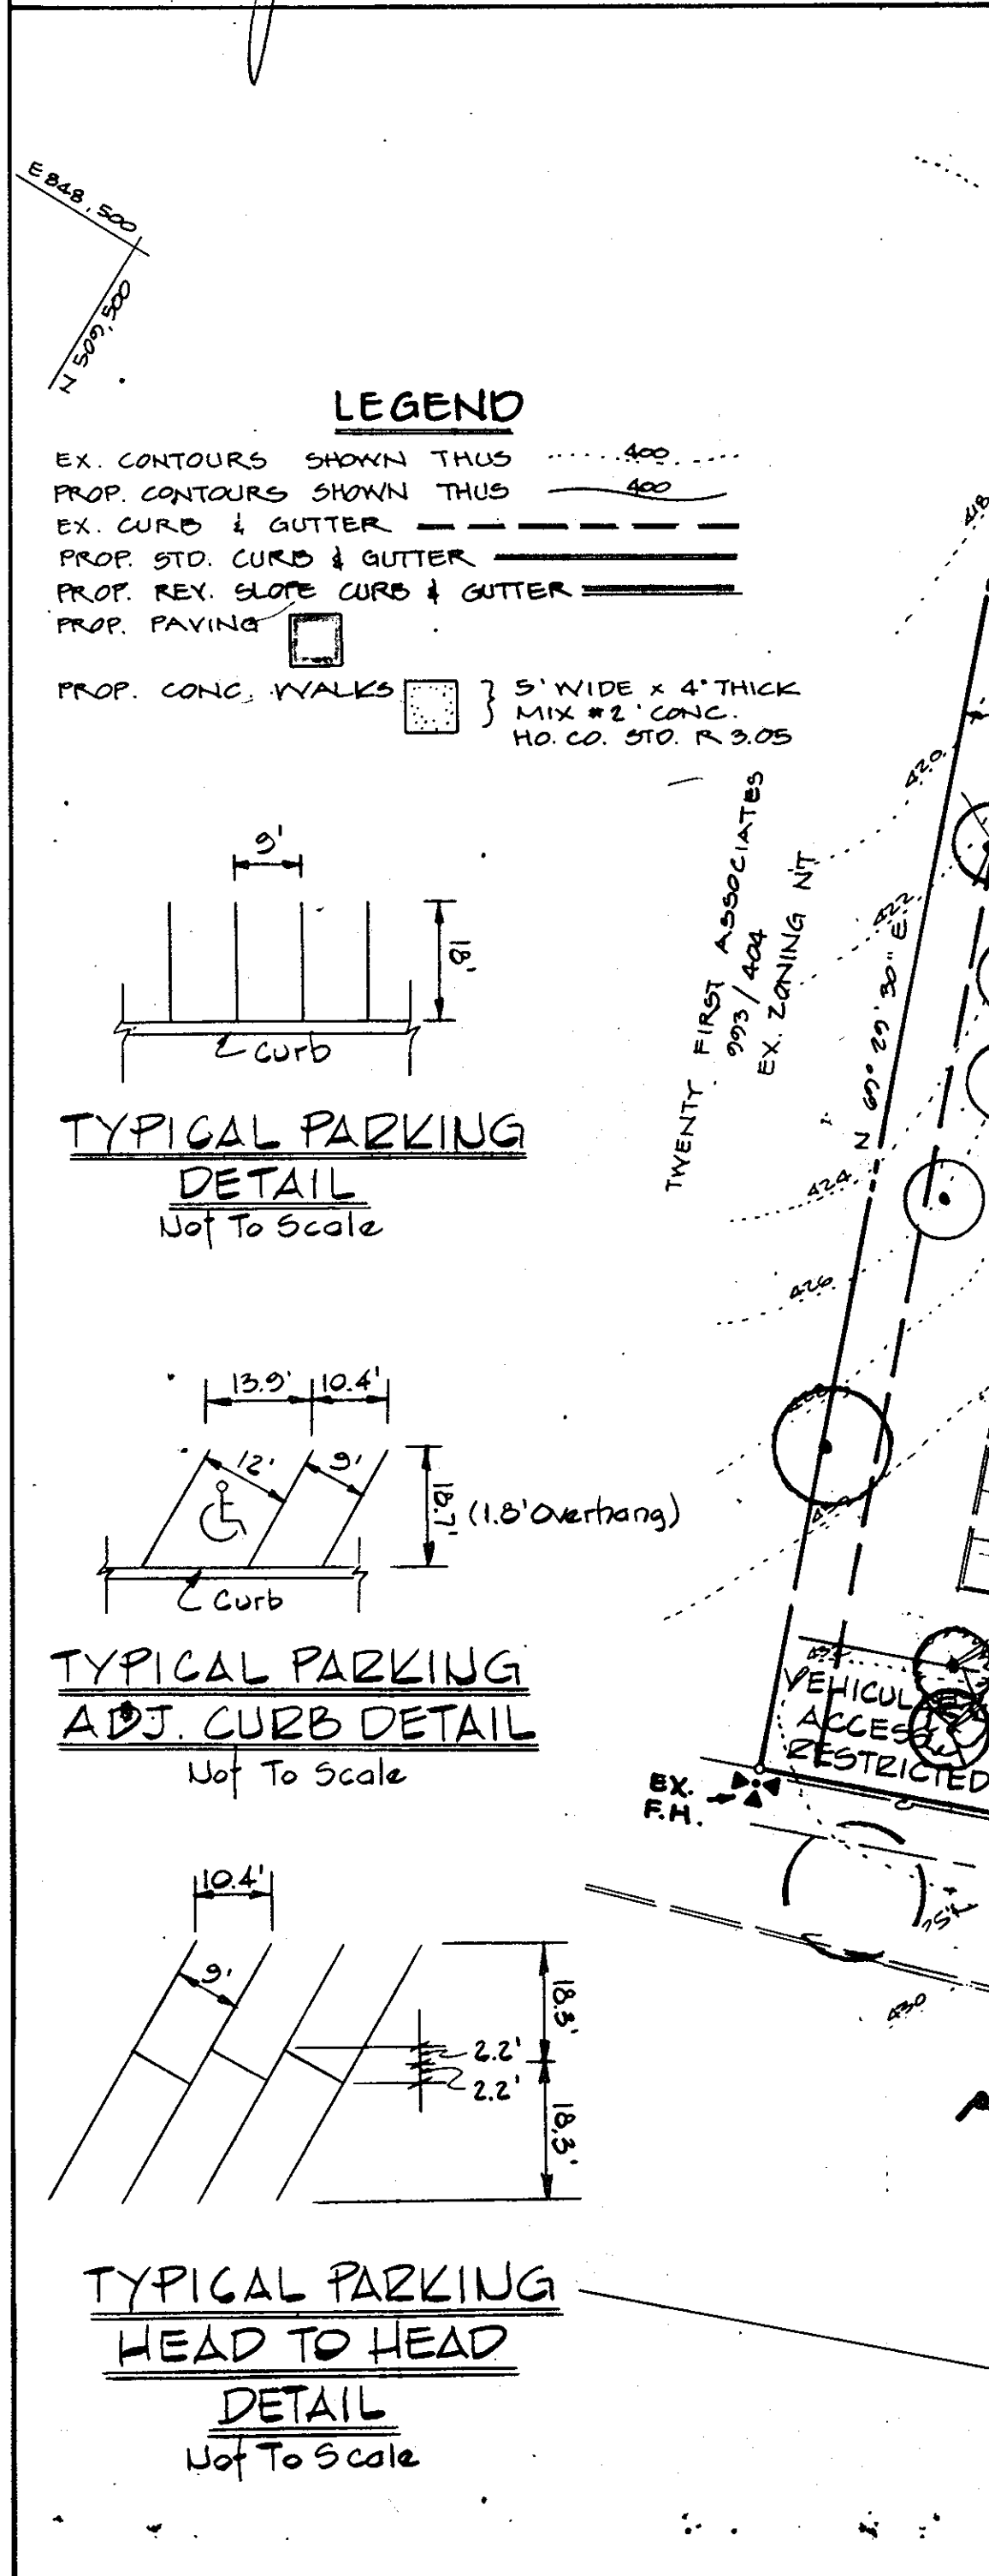 E 848,500
N 509,500
LEGEND
EX. CONTOURS SHOWN THUS 400
PROP. CONTOURS SHOWN THUS 400
EX. CURB & GUTTER
PROP. STD. CURB & GUTTER
PROP. REV. SLOPE CURB & GUTTER
PROP. PAVING
PROP. CONC. WALKS } 5' WIDE x 4" THICK
MIX #2 CONC.
HO. CO. STD. R 3.05
418
420
422
424
426
TWENTY FIRST ASSOCIATES
993/404
EX. ZONING NT
N 69° 29' 30" E
9'
18'
Curb
TYPICAL PARKING
DETAIL
Not To Scale
13.9' 10.4'
12' 9'
18.7' (1.8' Overhang)
Curb
TYPICAL PARKING
ADJ. CURB DETAIL
Not To Scale
VEHICUL
ACCESS
RESTRICTED
EX.
F.H.
430
10.4'
9'
18.3'
2.2'
2.2'
18.3'
TYPICAL PARKING
HEAD TO HEAD
DETAIL
Not To Scale